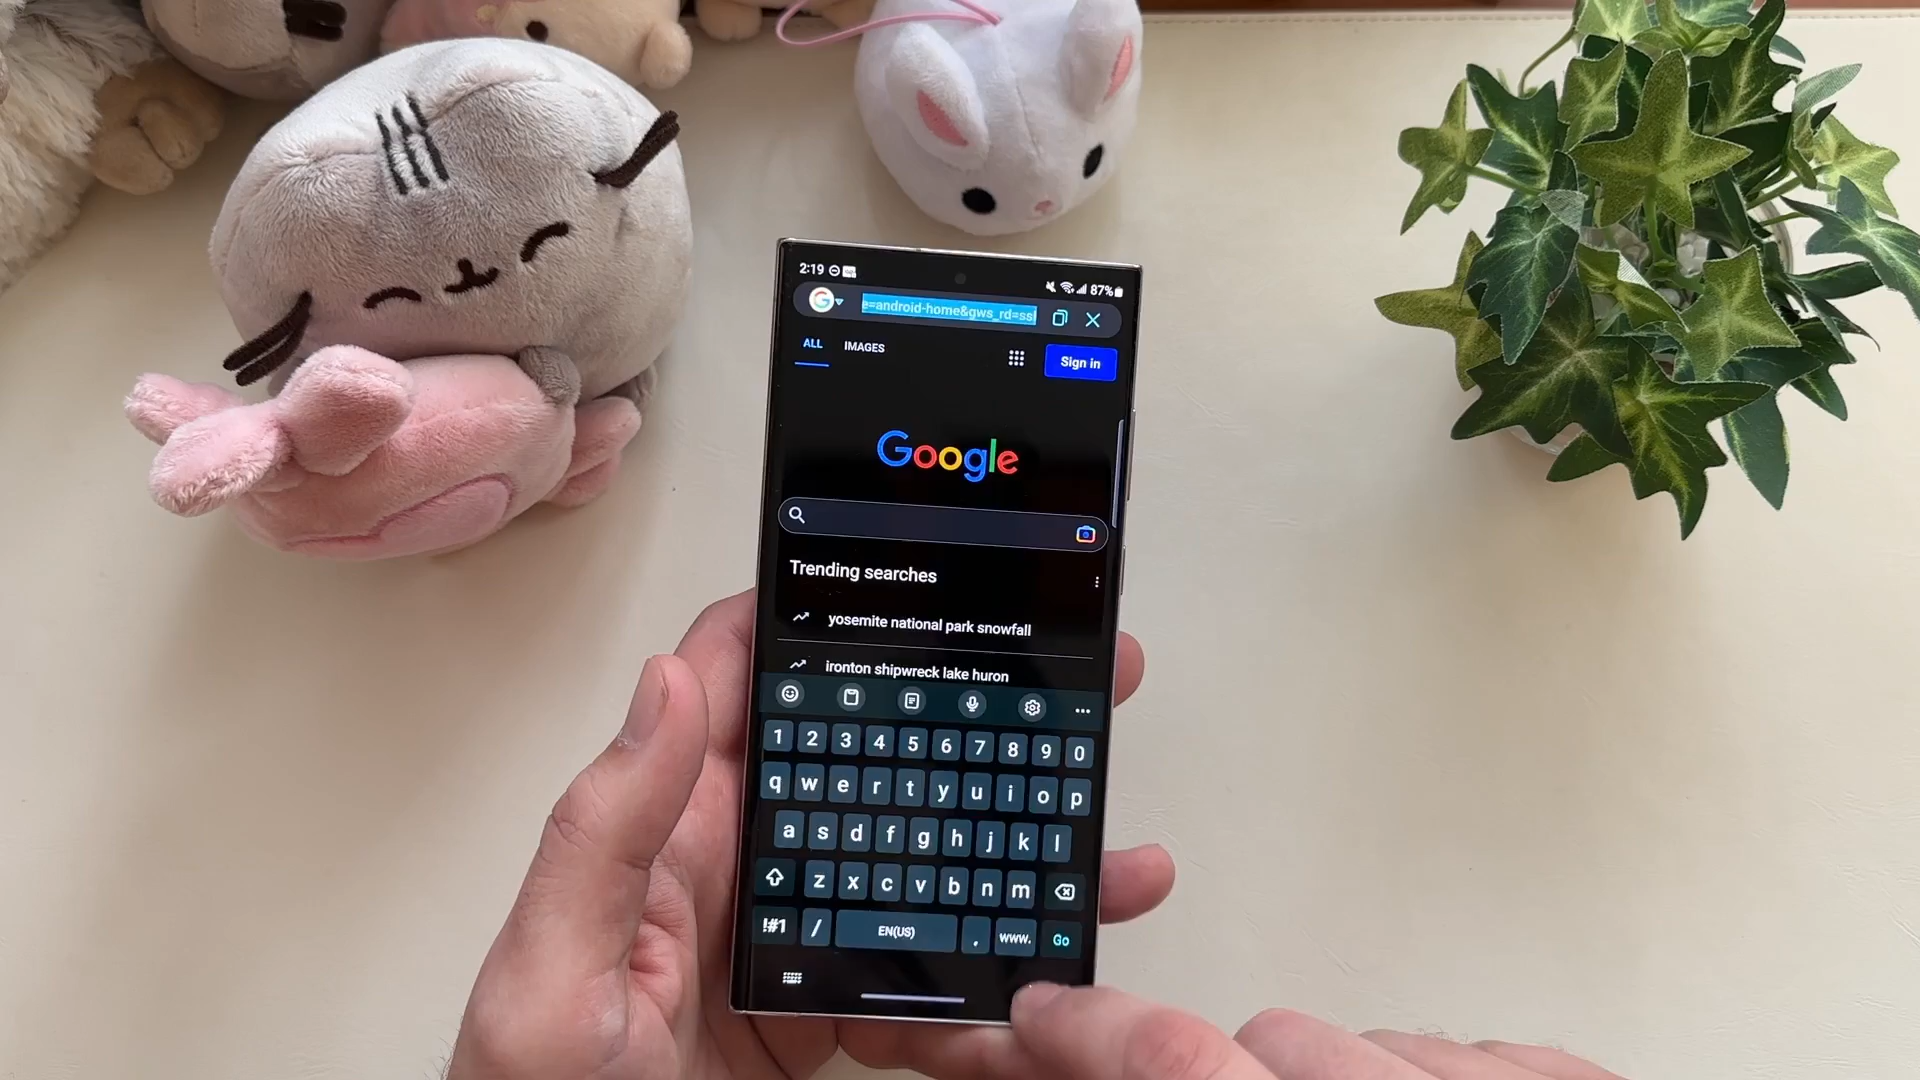 2:19
87%
e=android-home&gws_rd=ssl
ALL IMAGES
Sign in
Google
Trending searches
yosemite national park snowfall
ironton shipwreck lake huron
1 2 3 4 5 6 7 8 9 0
q w e r t y u i o p
a s d f g h j k l
z x c v b n m
!#1 / EN(US) . www. Go